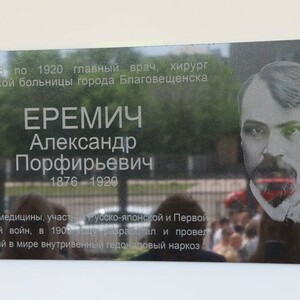 по 1920 главный врач, хирург
больницы города Благовещенска
ЕРЕМИЧ
Александр
Порфирьевич
1876 - 1920
медицины, участ Русско-японской и Первой
войн, в 190 и провел
в мире внутривенный гедоналовый наркоз